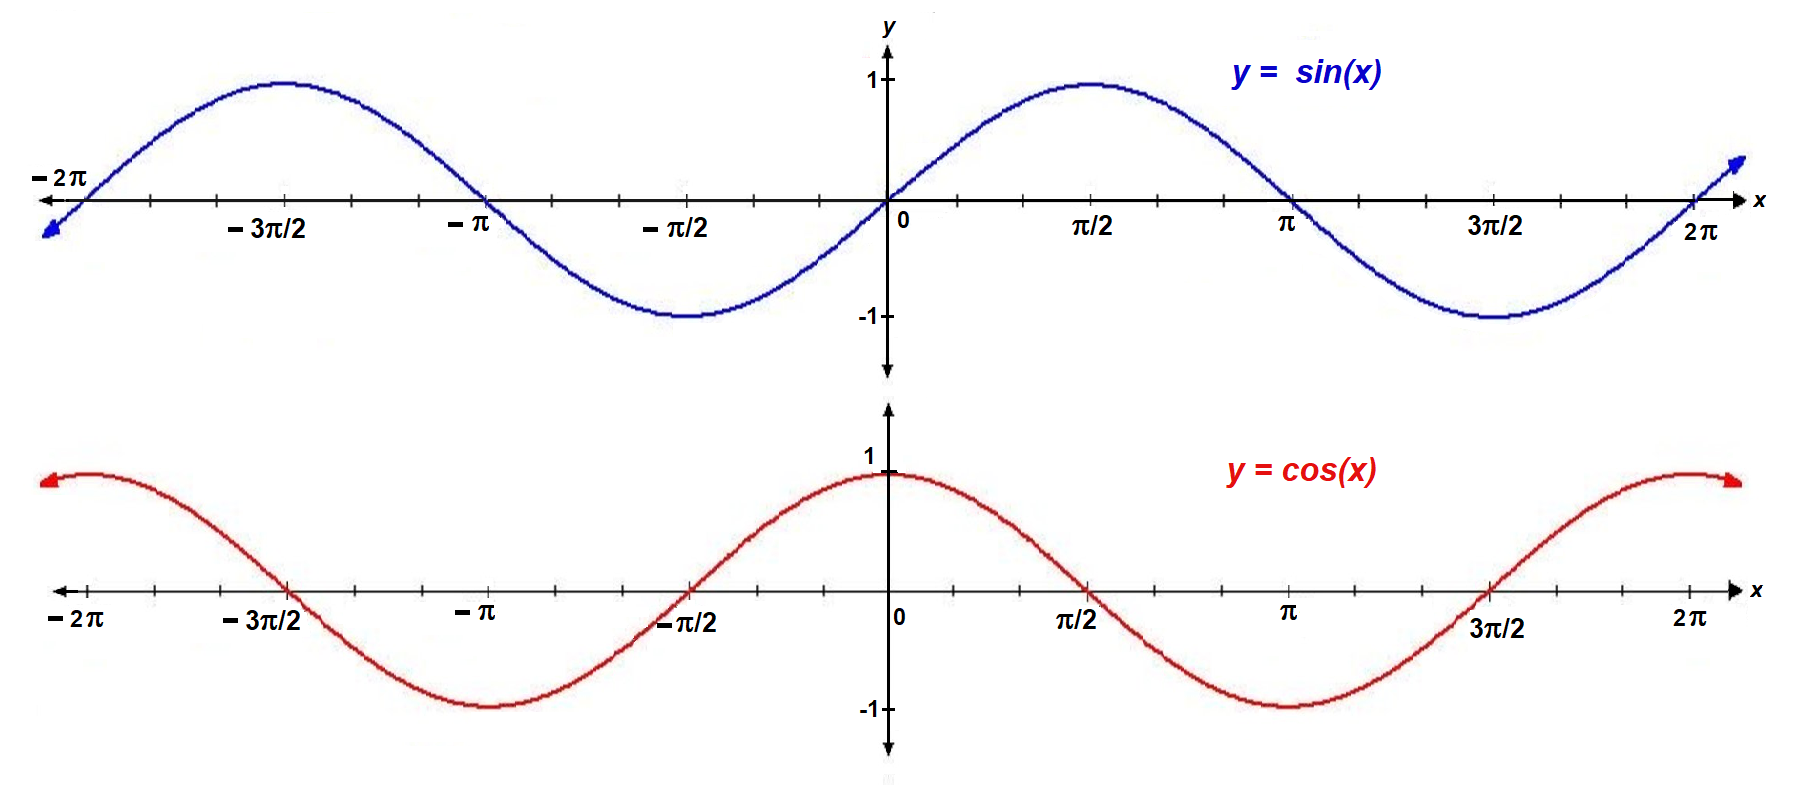 y
1
y = sin(x)
– 2π
x
– 3π/2
– π
– π/2
0
π/2
π
3π/2
2π
-1
1
y = cos(x)
x
– 2π
– 3π/2
– π
– π/2
0
π/2
π
3π/2
2π
-1